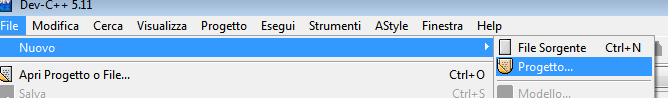 Dev-C++ 5.11
File Modifica Cerca Visualizza Progetto Esegui Strumenti AStyle Finestra Help
Nuovo File Sorgente Ctrl+N
Progetto...
Apri Progetto o File... Ctrl+O
Salva Ctrl+S Modello...